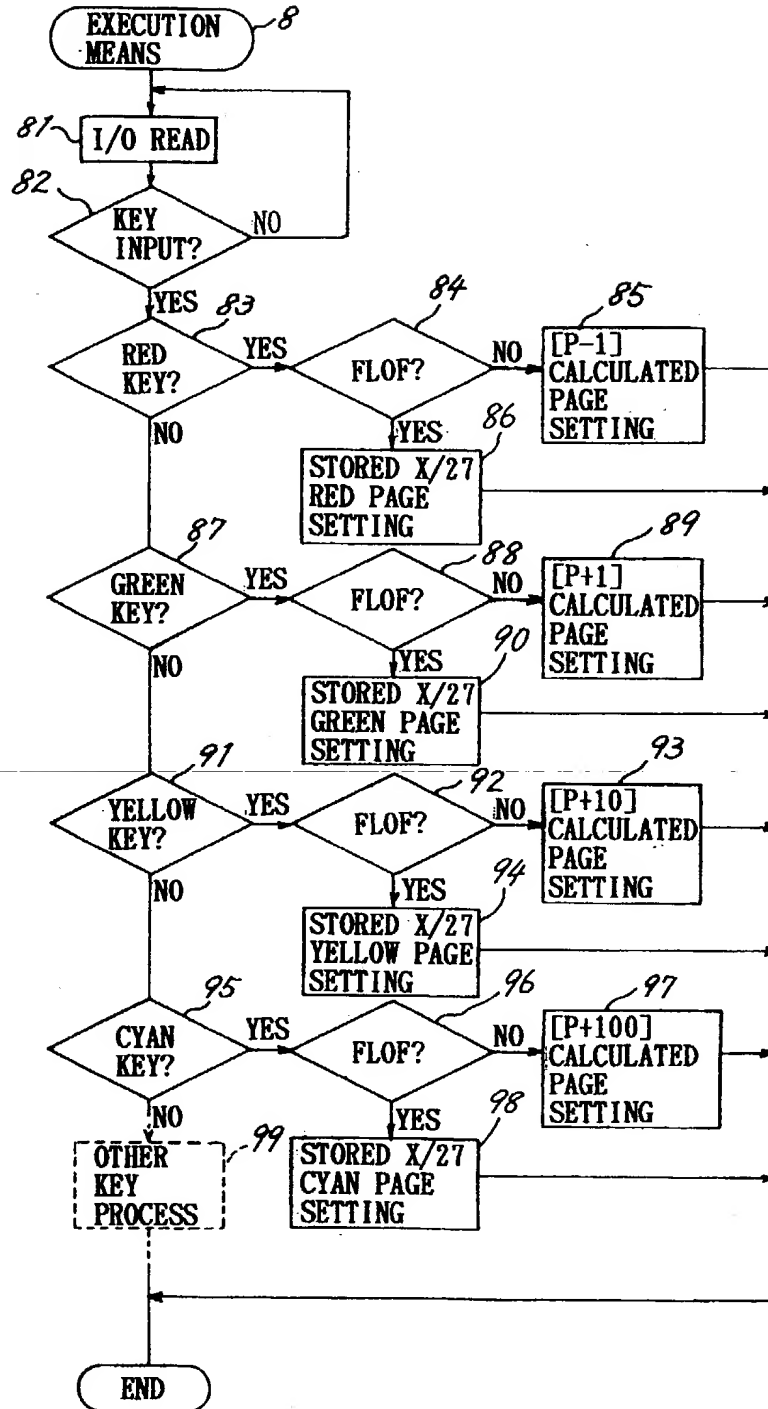 EXECUTION
MEANS
8
81
I/O READ
82
KEY
INPUT?
NO
YES
83
RED
KEY?
YES
84
FLOF?
NO
85
[P-1]
CALCULATED
PAGE
SETTING
NO
YES
86
STORED X/27
RED PAGE
SETTING
87
GREEN
KEY?
YES
88
FLOF?
NO
89
[P+1]
CALCULATED
PAGE
SETTING
NO
YES
90
STORED X/27
GREEN PAGE
SETTING
91
YELLOW
KEY?
YES
92
FLOF?
NO
93
[P+10]
CALCULATED
PAGE
SETTING
NO
YES
94
STORED X/27
YELLOW PAGE
SETTING
95
CYAN
KEY?
YES
96
FLOF?
NO
97
[P+100]
CALCULATED
PAGE
SETTING
NO
YES
98
STORED X/27
CYAN PAGE
SETTING
99
OTHER
KEY
PROCESS
END